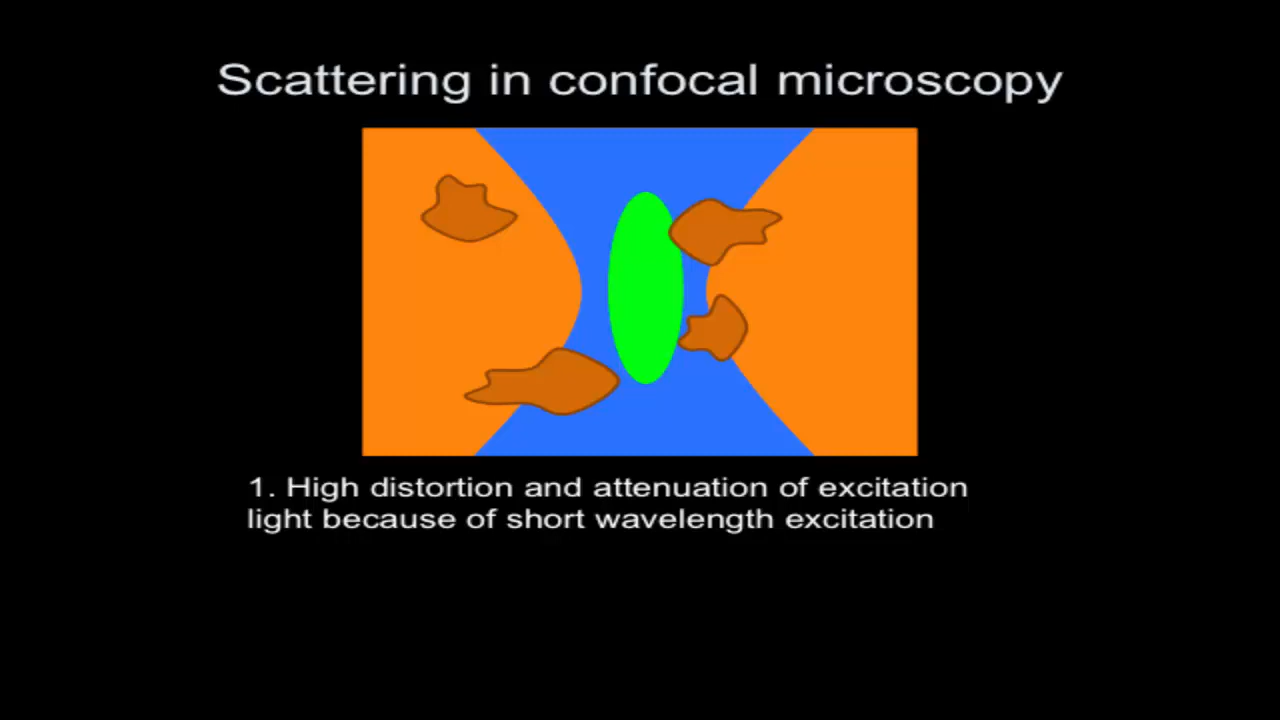 Scattering in confocal microscopy
1. High distortion and attenuation of excitation
light because of short wavelength excitation